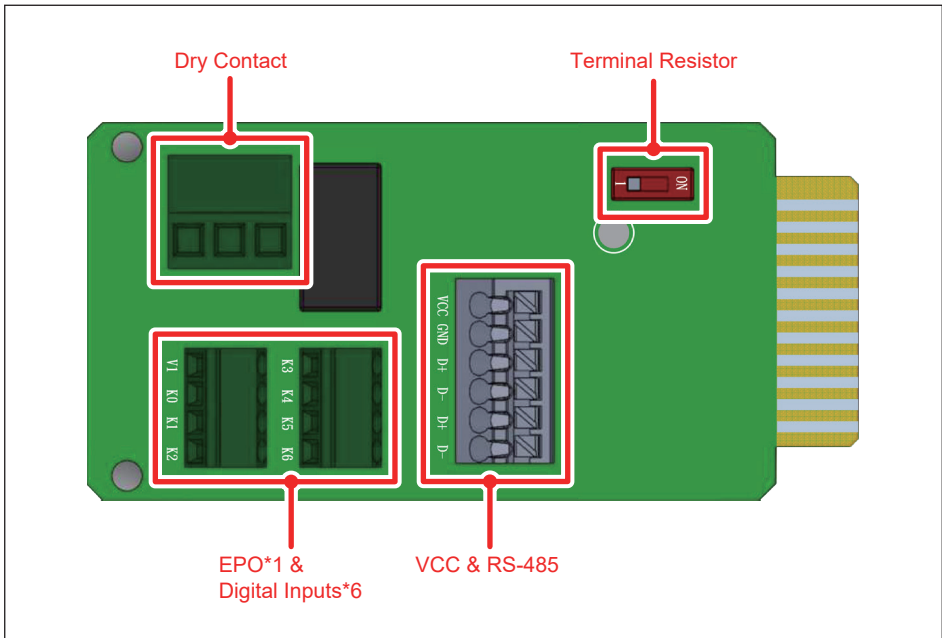 Dry Contact
Terminal Resistor
ON
1
VCC
GND
D+
D-
D+
D-
V1
K0
K1
K2
K3
K4
K5
K6
EPO*1 &
Digital Inputs*6
VCC & RS-485